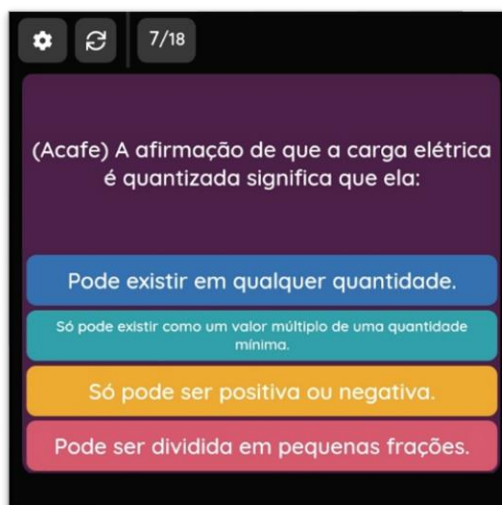 7/18
(Acafe) A afirmação de que a carga elétrica
é quantizada significa que ela:
Pode existir em qualquer quantidade.
Só pode existir como um valor múltiplo de uma quantidade
mínima.
Só pode ser positiva ou negativa.
Pode ser dividida em pequenas frações.